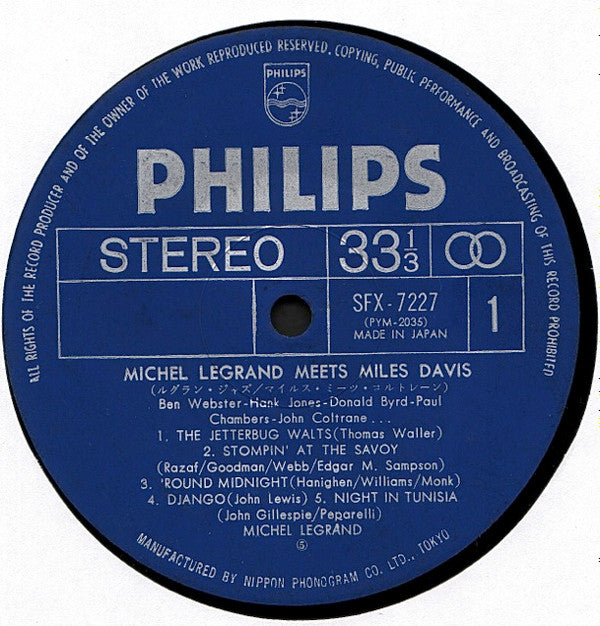 ALL RIGHTS OF THE RECORD PRODUCER AND OF THE OWNER OF THE WORK REPRODUCED RESERVED. COPYING, PUBLIC PERFORMANCE AND BROADCASTING OF THIS RECORD PROHIBITED
PHILIPS
PHILIPS
STEREO
33 1/3
SFX-7227
(PYM-2035)
MADE IN JAPAN
1
MICHEL LEGRAND MEETS MILES DAVIS
(ルグラン・ジャズ/マイルス・ミーツ・コルトレーン)
Ben Webster-Hank Jones-Donald Byrd-Paul
Chambers-John Coltrane...
1. THE JETTERBUG WALTS(Thomas Waller)
2. STOMPIN' AT THE SAVOY
(Razaf/Goodman/Webb/Edgar M. Sampson)
3. 'ROUND MIDNIGHT(Hanighen/Williams/Monk)
4. DJANGO(John Lewis) 5. NIGHT IN TUNISIA
(John Gillespie/Peparelli)
MICHEL LEGRAND
Ⓢ
MANUFACTURED BY NIPPON PHONOGRAM CO. LTD., TOKYO